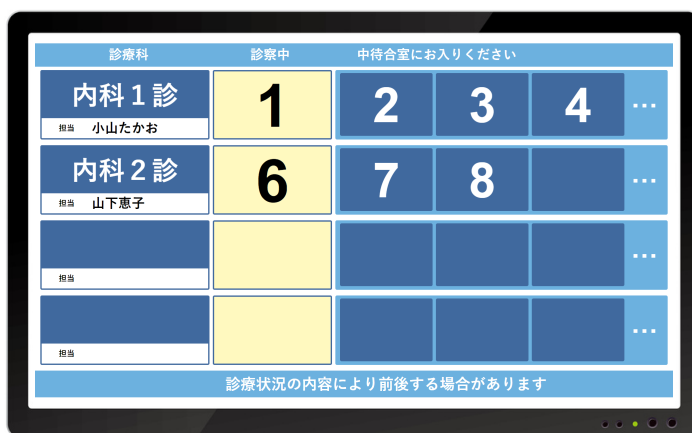 診療科 診察中 中待合室にお入りください
内科1診 1 2 3 4 ...
担当 小山たかお
内科2診 6 7 8 ...
担当 山下恵子
...
担当
...
担当
診療状況の内容により前後する場合があります